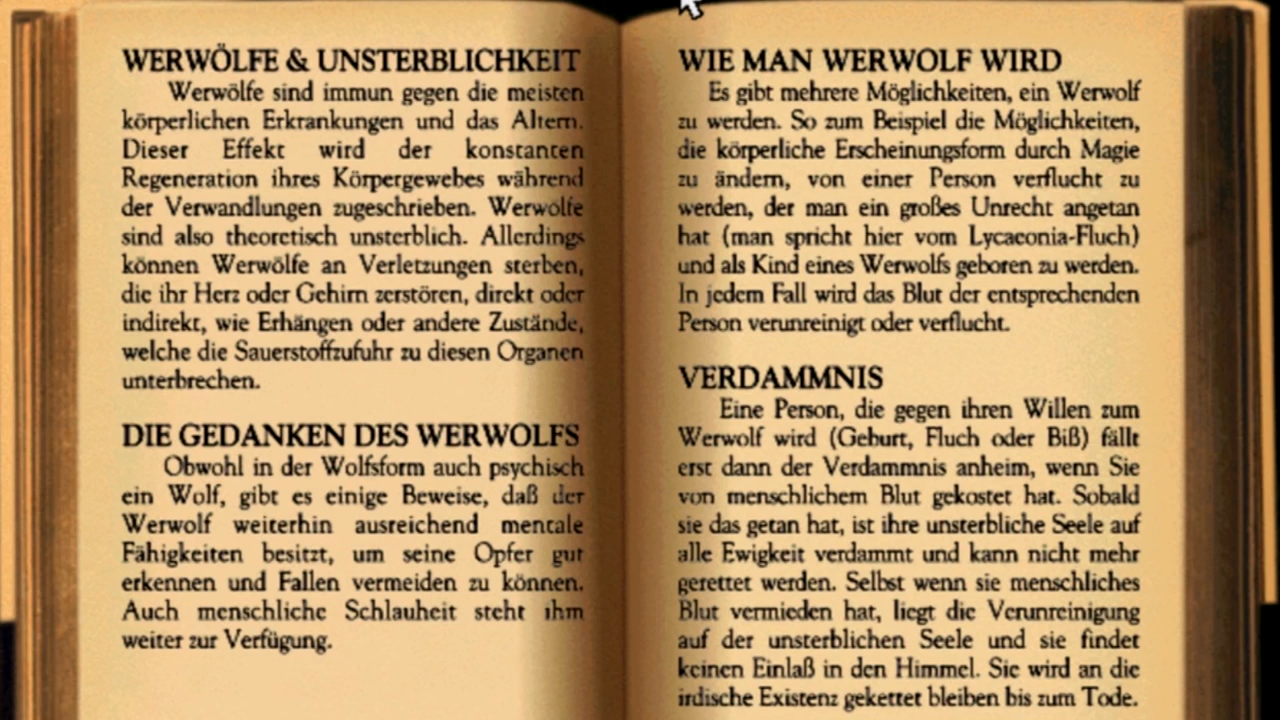 WERWÖLFE & UNSTERBLICHKEIT
Werwölfe sind immun gegen die meisten
körperlichen Erkrankungen und das Altern.
Dieser Effekt wird der konstanten
Regeneration ihres Körpergewebes während
der Verwandlungen zugeschrieben. Werwölfe
sind also theoretisch unsterblich. Allerdings
können Werwölfe an Verletzungen sterben,
die ihr Herz oder Gehirn zerstören, direkt oder
indirekt, wie Erhängen oder andere Zustände,
welche die Sauerstoffzufuhr zu diesen Organen
unterbrechen.
DIE GEDANKEN DES WERWOLFS
Obwohl in der Wolfsform auch psychisch
ein Wolf, gibt es einige Beweise, daß der
Werwolf weiterhin ausreichend mentale
Fähigkeiten besitzt, um seine Opfer gut
erkennen und Fallen vermeiden zu können.
Auch menschliche Schlauheit steht ihm
weiter zur Verfügung.
WIE MAN WERWOLF WIRD
Es gibt mehrere Möglichkeiten, ein Werwolf
zu werden. So zum Beispiel die Möglichkeiten,
die körperliche Erscheinungsform durch Magie
zu ändern, von einer Person verflucht zu
werden, der man ein großes Unrecht angetan
hat (man spricht hier vom Lycaeonia-Fluch)
und als Kind eines Werwolfs geboren zu werden.
In jedem Fall wird das Blut der entsprechenden
Person verunreinigt oder verflucht.
VERDAMMNIS
Eine Person, die gegen ihren Willen zum
Werwolf wird (Geburt, Fluch oder Biß) fällt
erst dann der Verdammnis anheim, wenn Sie
von menschlichem Blut gekostet hat. Sobald
sie das getan hat, ist ihre unsterbliche Seele auf
alle Ewigkeit verdammt und kann nicht mehr
gerettet werden. Selbst wenn sie menschliches
Blut vermieden hat, liegt die Verunreinigung
auf der unsterblichen Seele und sie findet
keinen Einlaß in den Himmel. Sie wird an die
irdische Existenz gekettet bleiben bis zum Tode.